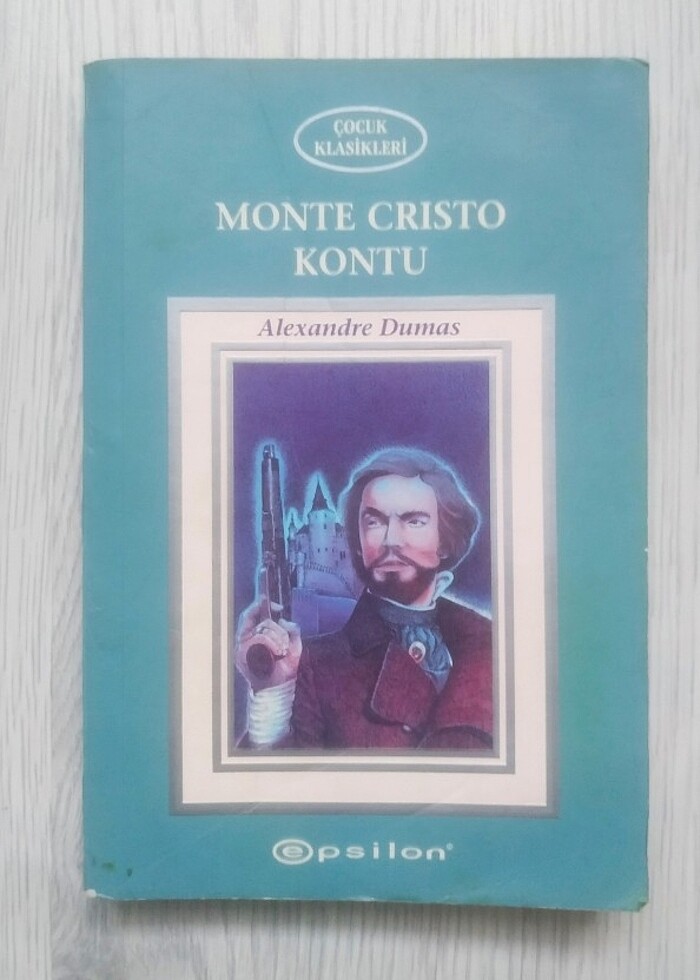 ÇOCUK
KLASİKLERİ
MONTE CRISTO
KONTU
Alexandre Dumas
epsilon®